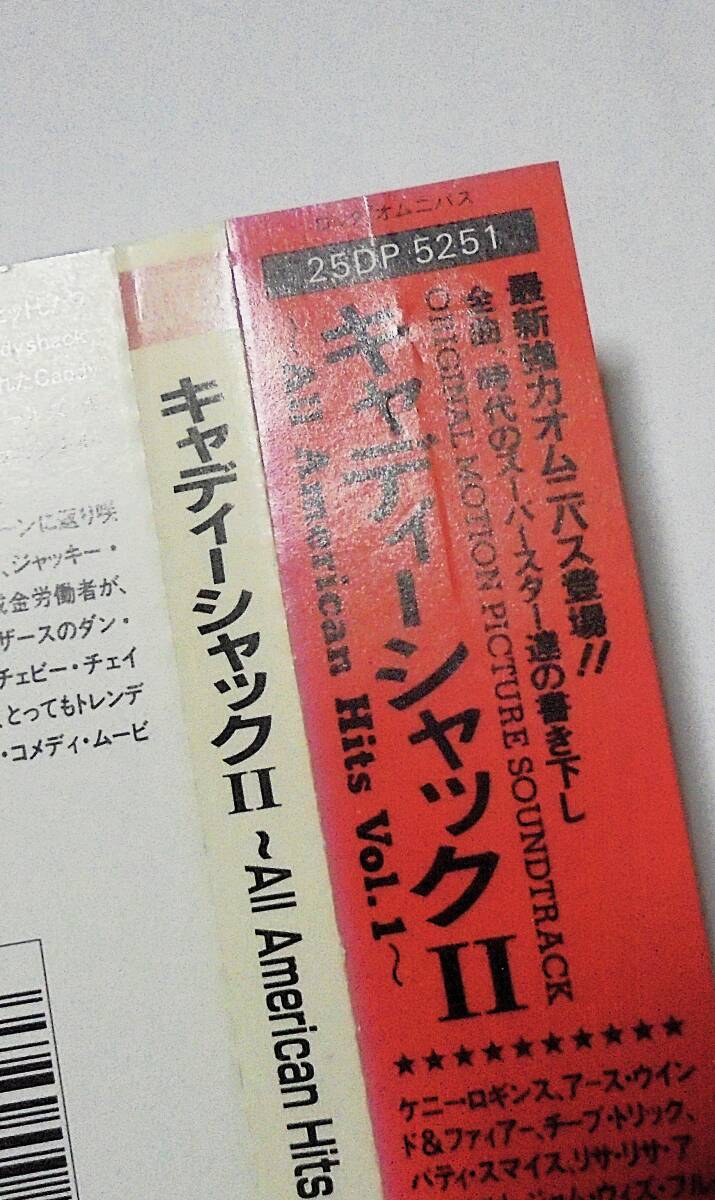 ロック オムニバス
25DP 5251
最新強力オムニバス登場!!
全曲、時代のスーパースター達の書き下し
ORIGINAL MOTION PICTURE SOUNDTRACK
キャディーシャックII
~All American Hits Vol.1~
★★★★★★★★★★
ケニー・ロギンス、アース・ウイン
ド&ファイアー、チープ・トリック、
パティ・スマイス、リサ・リサ・ア
キャディーシャックII ~All American Hits
dyshack
れたCaddy
ーンに返り咲
、ジャッキー・
成金労働者が、
ザースのダン・
チェビー・チェイ
、とってもトレンデ
・コメディ・ムービ